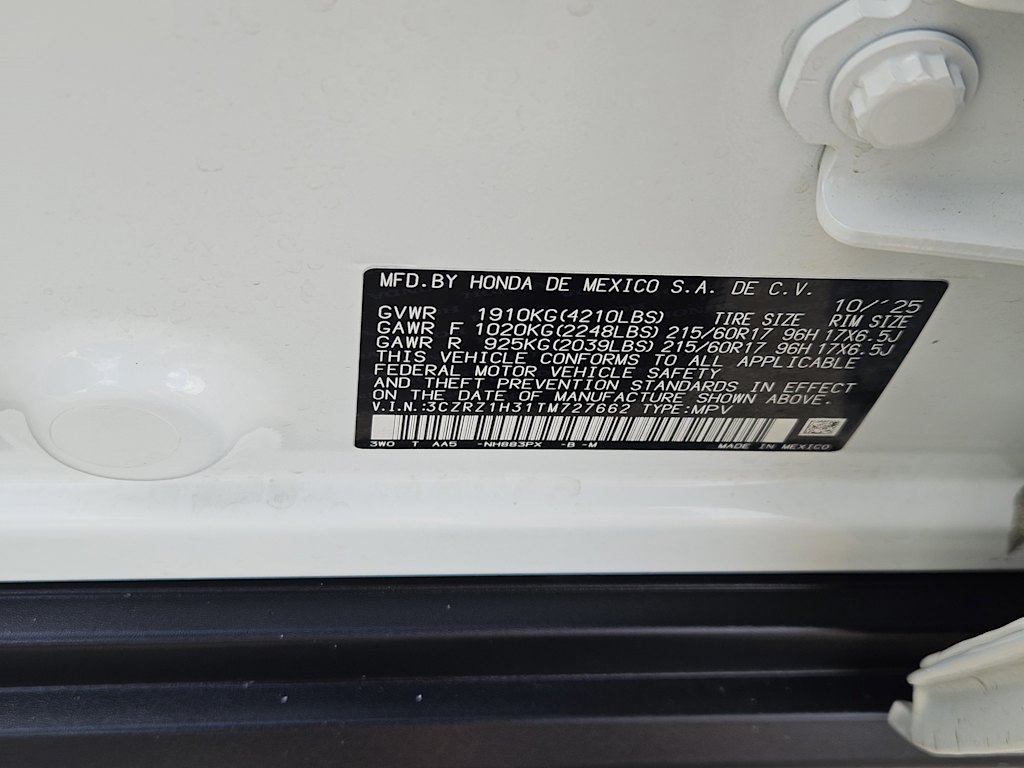 MFD.BY HONDA DE MEXICO S.A. DE C.V.
10/'25
GVWR 1910KG(4210LBS) TIRE SIZE RIM SIZE
GAWR F 1020KG(2248LBS) 215/60R17 96H 17X6.5J
GAWR R 925KG(2039LBS) 215/60R17 96H 17X6.5J
THIS VEHICLE CONFORMS TO ALL APPLICABLE
FEDERAL MOTOR VEHICLE SAFETY
AND THEFT PREVENTION STANDARDS IN EFFECT
ON THE DATE OF MANUFACTURE SHOWN ABOVE.
V.I.N.:3CZRZ1H31TM727662 TYPE:MPV
3W0 T AA5 -NH883PX -B -M MADE IN MEXICO